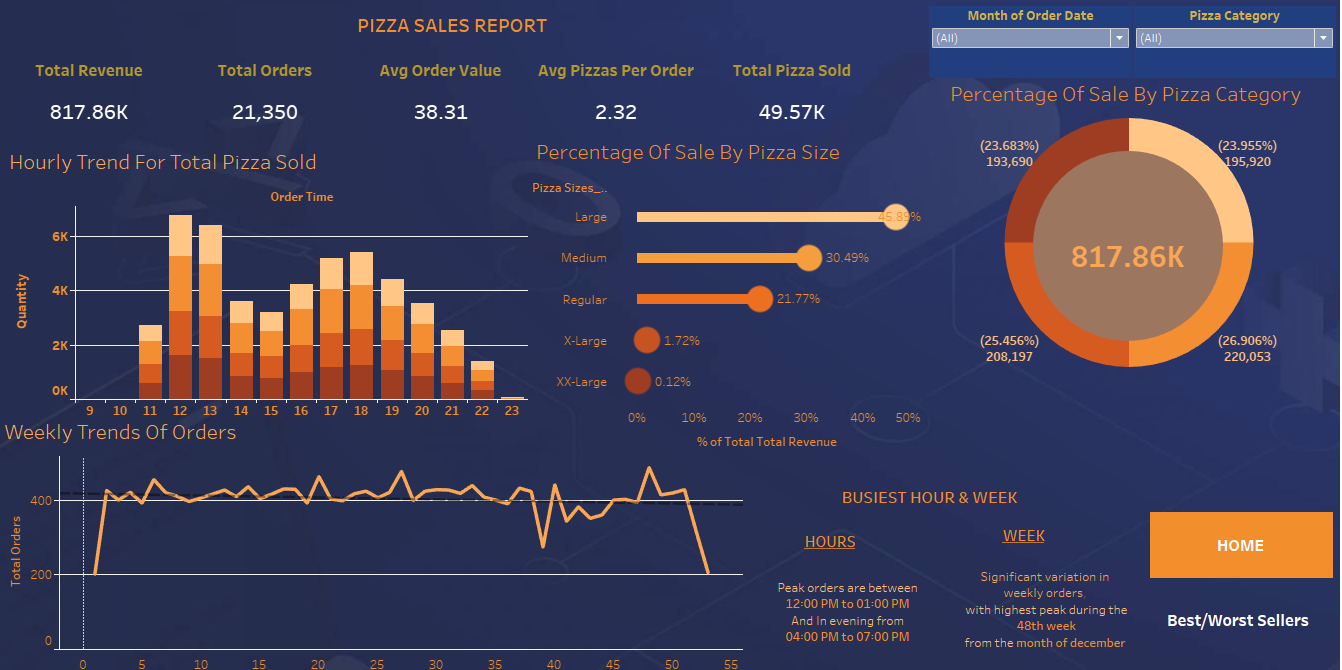 PIZZA SALES REPORT
Month of Order Date
Pizza Category
(All)
(All)
Total Revenue
Total Orders
Avg Order Value
Avg Pizzas Per Order
Total Pizza Sold
817.86K
21,350
38.31
2.32
49.57K
Hourly Trend For Total Pizza Sold
Order Time
Quantity
6K
4K
2K
0K
9 10 11 12 13 14 15 16 17 18 19 20 21 22 23
Percentage Of Sale By Pizza Size
Pizza Sizes_..
Large
45.89%
Medium
30.49%
Regular
21.77%
X-Large
1.72%
XX-Large
0.12%
0% 10% 20% 30% 40% 50%
% of Total Total Revenue
Percentage Of Sale By Pizza Category
(23.683%)
193,690
(23.955%)
195,920
817.86K
(25.456%)
208,197
(26.906%)
220,053
Weekly Trends Of Orders
Total Orders
400
200
0
0 5 10 15 20 25 30 35 40 45 50 55
BUSIEST HOUR & WEEK
HOURS
Peak orders are between
12:00 PM to 01:00 PM
And In evening from
04:00 PM to 07:00 PM
WEEK
Significant variation in
weekly orders,
with highest peak during the
48th week
from the month of december
HOME
Best/Worst Sellers